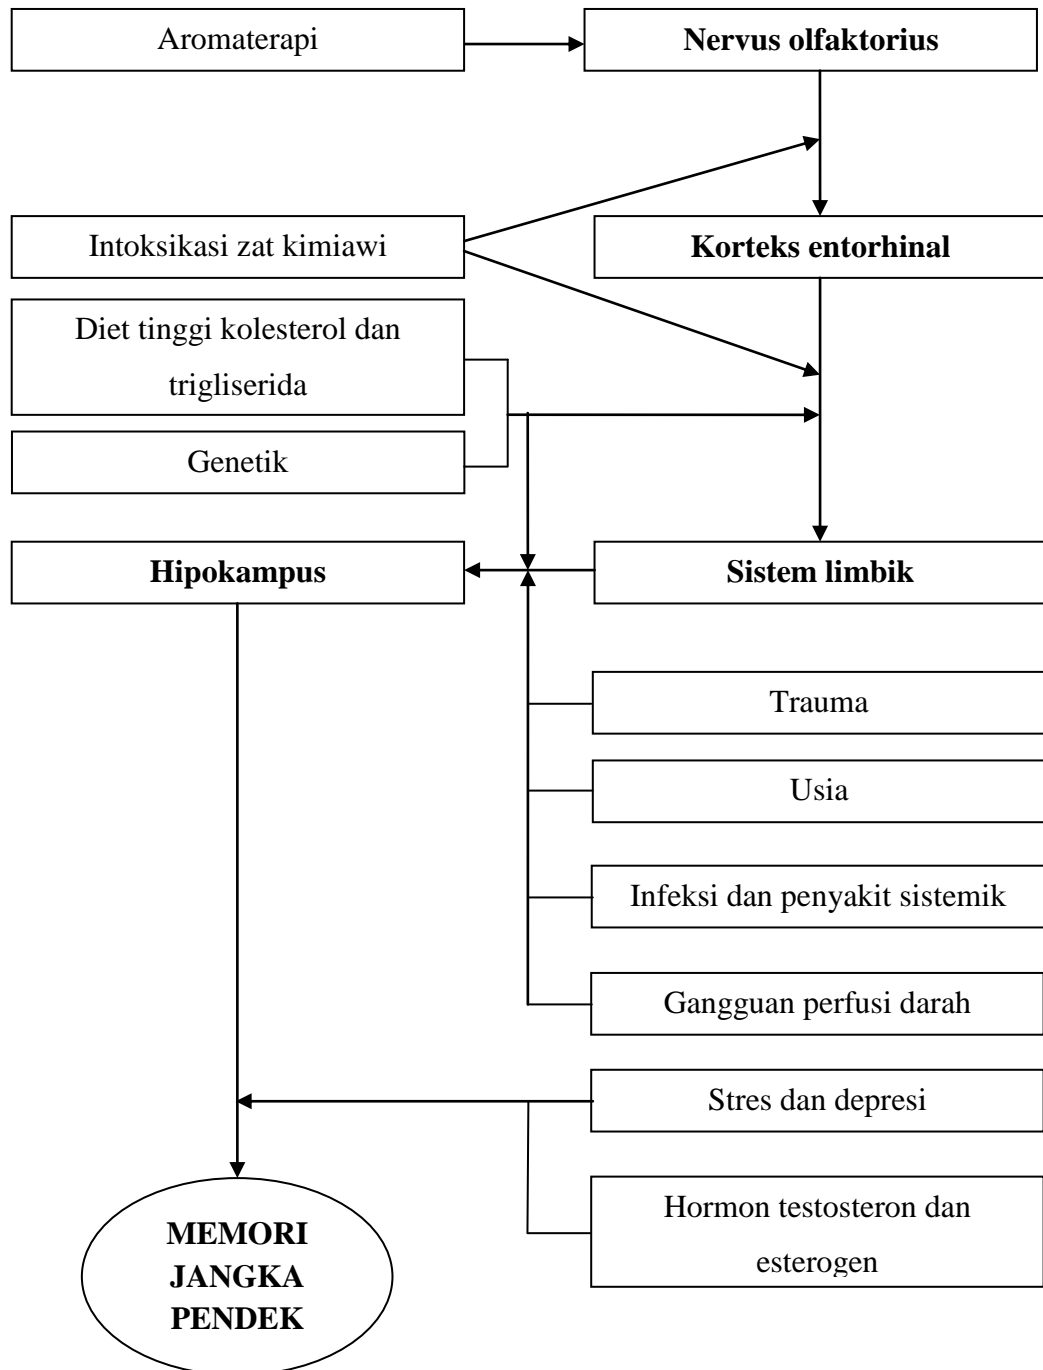 Aromaterapi
Nervus olfaktorius
Intoksikasi zat kimiawi
Korteks entorhinal
Diet tinggi kolesterol dan
trigliserida
Genetik
Hipokampus
Sistem limbik
Trauma
Usia
Infeksi dan penyakit sistemik
Gangguan perfusi darah
Stres dan depresi
Hormon testosteron dan
esterogen
MEMORI
JANGKA
PENDEK